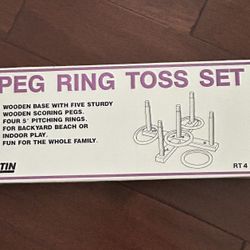 PEG RING TOSS SET
WOODEN BASE WITH FIVE STURDY
WOODEN SCORING PEGS.
FOUR 5" PITCHING RINGS.
FOR BACKYARD BEACH OR
INDOOR PLAY.
FUN FOR THE WHOLE FAMILY.
TIN
RT 4